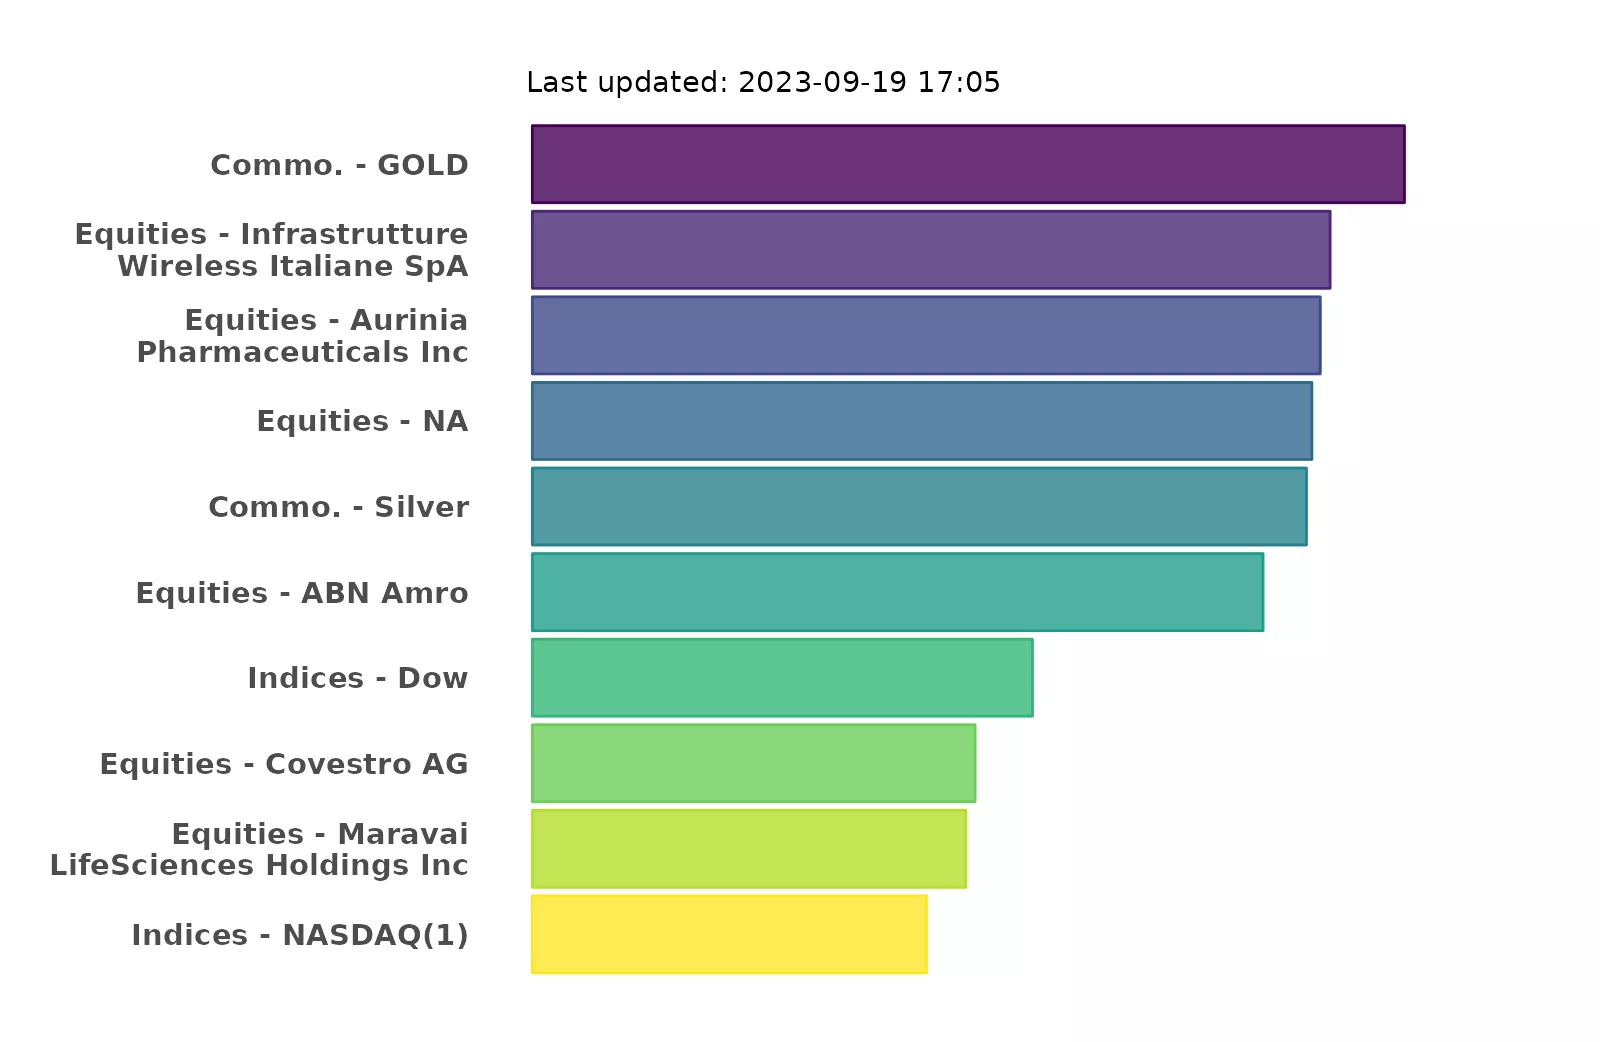 Last updated: 2023-09-19 17:05
Commo. - GOLD
Equities - Infrastrutture
Wireless Italiane SpA
Equities - Aurinia
Pharmaceuticals Inc
Equities - NA
Commo. - Silver
Equities - ABN Amro
Indices - Dow
Equities - Covestro AG
Equities - Maravai
LifeSciences Holdings Inc
Indices - NASDAQ(1)